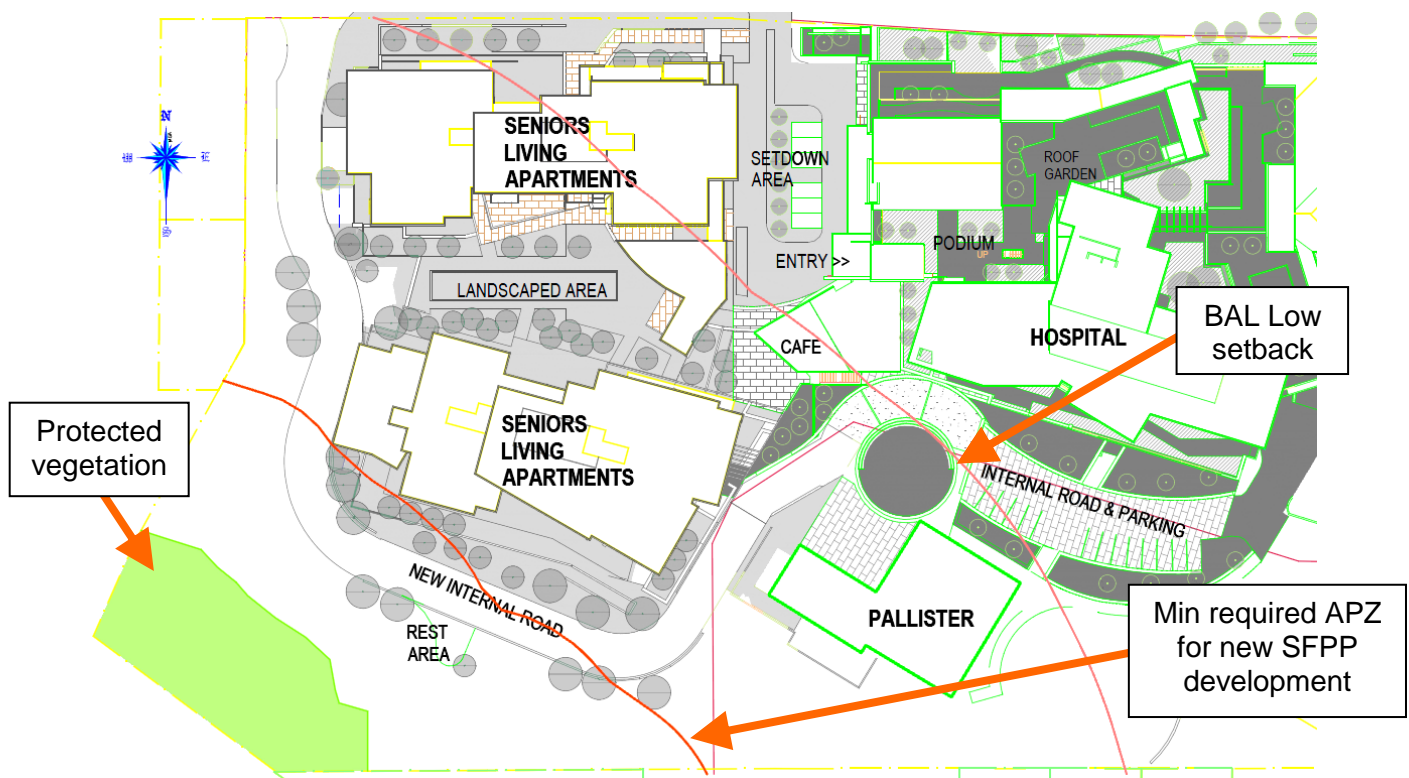 N
SENIORS
LIVING
APARTMENTS
SETDOWN
AREA
ROOF
GARDEN
PODIUM
UP
ENTRY >>
LANDSCAPED AREA
CAFE
HOSPITAL
BAL Low
setback
Protected
vegetation
SENIORS
LIVING
APARTMENTS
INTERNAL ROAD & PARKING
NEW INTERNAL ROAD
REST
AREA
PALLISTER
Min required APZ
for new SFPP
development